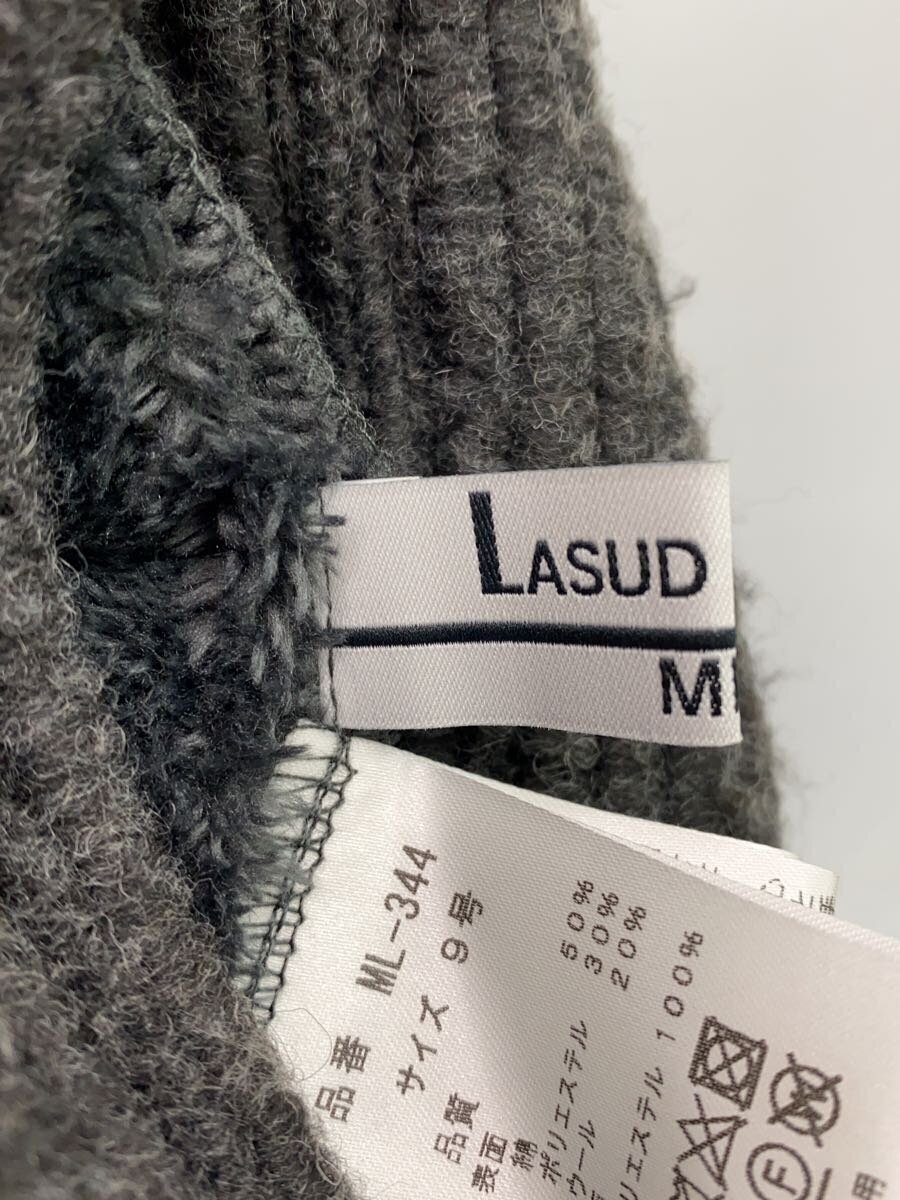 LASUD
M
品番 ML-344
サイズ 9号
品質
表面 綿 50%
ポリエステル 30%
ウール 20%
リエステル 100%
F
用